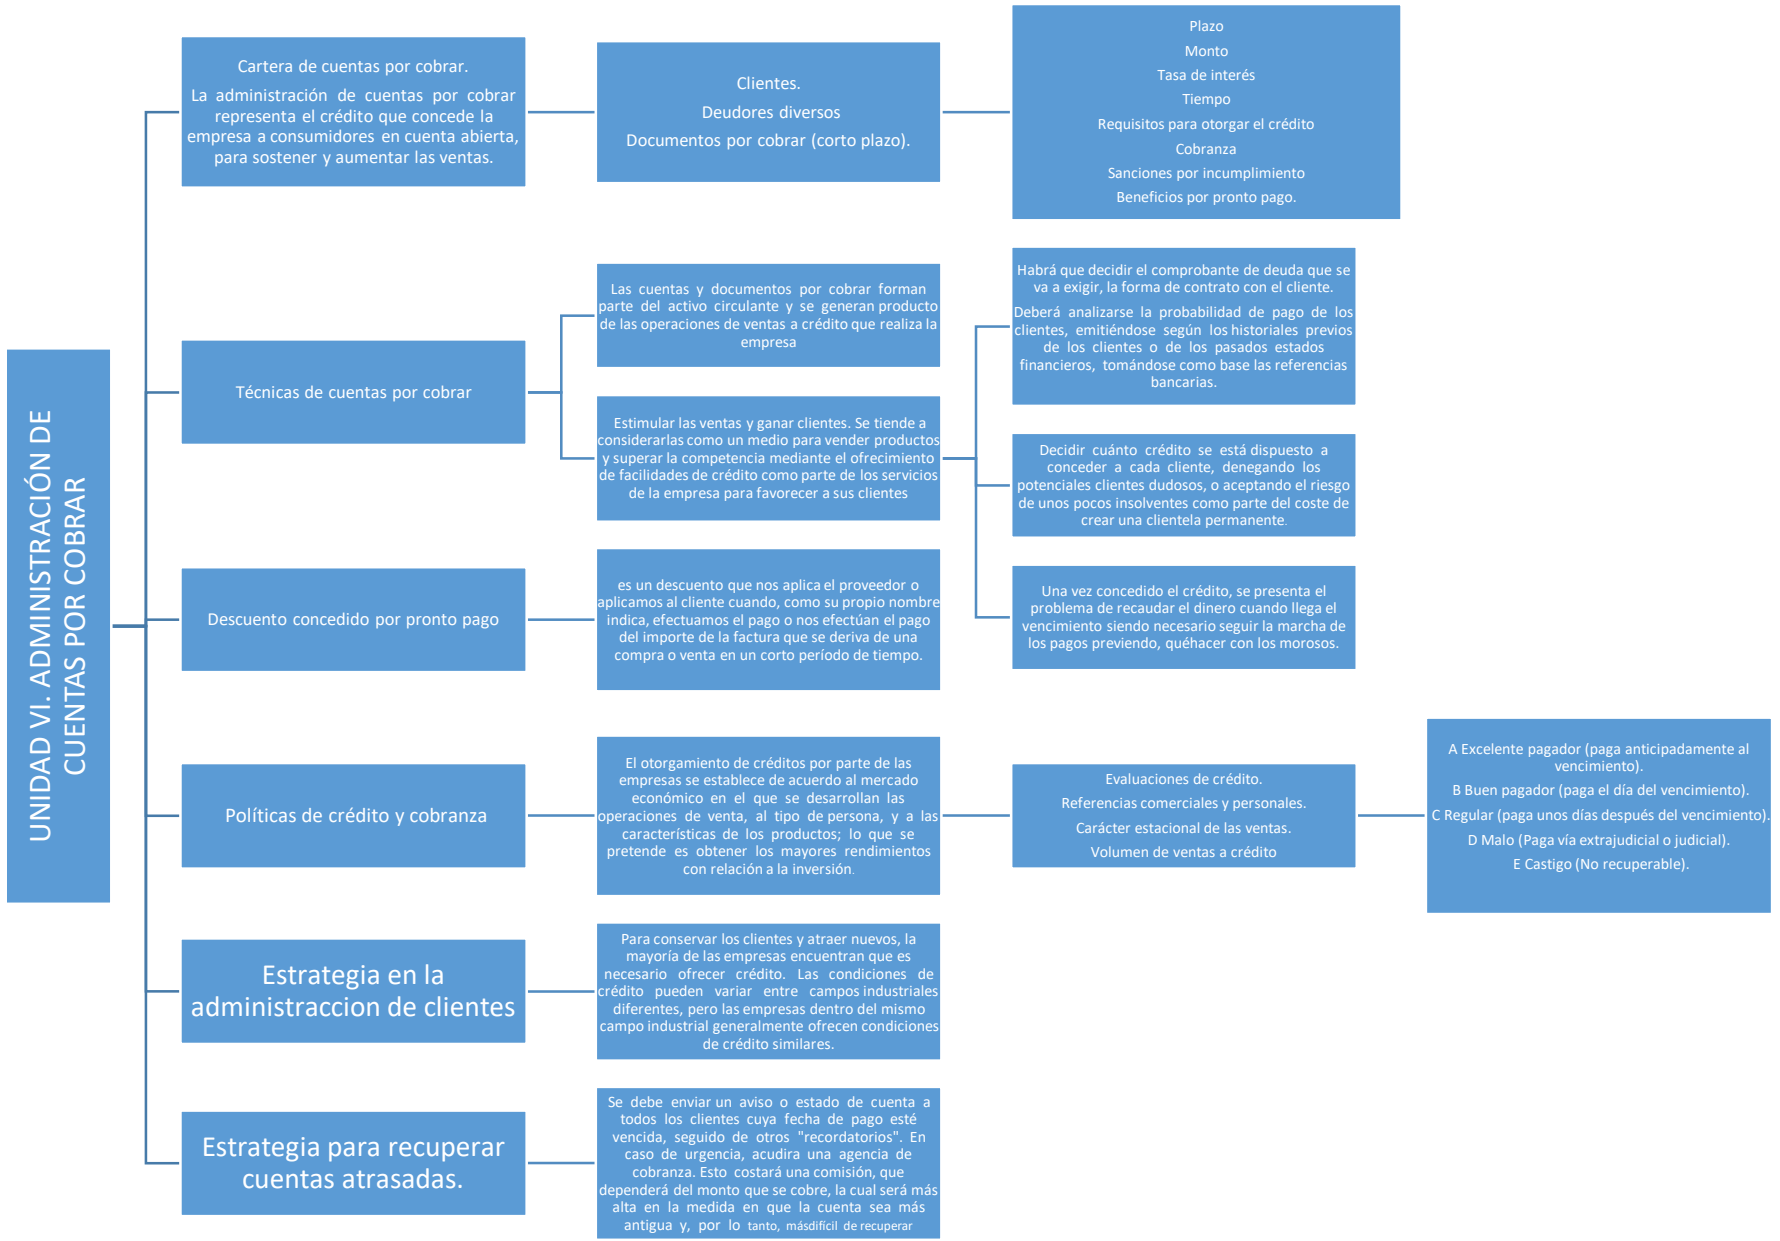 UNIDAD VI. ADMINISTRACIÓN DE
CUENTAS POR COBRAR
Cartera de cuentas por cobrar.
La administración de cuentas por cobrar
representa el crédito que concede la
empresa a consumidores en cuenta abierta,
para sostener y aumentar las ventas.
Clientes.
Deudores diversos
Documentos por cobrar (corto plazo).
Plazo
Monto
Tasa de interés
Tiempo
Requisitos para otorgar el crédito
Cobranza
Sanciones por incumplimiento
Beneficios por pronto pago.
Técnicas de cuentas por cobrar
Las cuentas y documentos por cobrar forman
parte del activo circulante y se generan producto
de las operaciones de ventas a crédito que realiza la
empresa
Estimular las ventas y ganar clientes. Se tiende a
considerarlas como un medio para vender productos
y superar la competencia mediante el ofrecimiento
de facilidades de crédito como parte de los servicios
de la empresa para favorecer a sus clientes
Habrá que decidir el comprobante de deuda que se
va a exigir, la forma de contrato con el cliente.
Deberá analizarse la probabilidad de pago de los
clientes, emitiéndose según los historiales previos
de los clientes o de los pasados estados
financieros, tomándose como base las referencias
bancarias.
Decidir cuánto crédito se está dispuesto a
conceder a cada cliente, denegando los
potenciales clientes dudosos, o aceptando el riesgo
de unos pocos insolventes como parte del coste de
crear una clientela permanente.
Una vez concedido el crédito, se presenta el
problema de recaudar el dinero cuando llega el
vencimiento siendo necesario seguir la marcha de
los pagos previendo, quéhacer con los morosos.
Descuento concedido por pronto pago
es un descuento que nos aplica el proveedor o
aplicamos al cliente cuando, como su propio nombre
indica, efectuamos el pago o nos efectúan el pago
del importe de la factura que se deriva de una
compra o venta en un corto período de tiempo.
Políticas de crédito y cobranza
El otorgamiento de créditos por parte de las
empresas se establece de acuerdo al mercado
económico en el que se desarrollan las
operaciones de venta, al tipo de persona, y a las
características de los productos; lo que se
pretende es obtener los mayores rendimientos
con relación a la inversión.
Evaluaciones de crédito.
Referencias comerciales y personales.
Carácter estacional de las ventas.
Volumen de ventas a crédito
A Excelente pagador (paga anticipadamente al
vencimiento).
B Buen pagador (paga el día del vencimiento).
C Regular (paga unos días después del vencimiento).
D Malo (Paga vía extrajudicial o judicial).
E Castigo (No recuperable).
Estrategia en la
administraccion de clientes
Para conservar los clientes y atraer nuevos, la
mayoría de las empresas encuentran que es
necesario ofrecer crédito. Las condiciones de
crédito pueden variar entre campos industriales
diferentes, pero las empresas dentro del mismo
campo industrial generalmente ofrecen condiciones
de crédito similares.
Estrategia para recuperar
cuentas atrasadas.
Se debe enviar un aviso o estado de cuenta a
todos los clientes cuya fecha de pago esté
vencida, seguido de otros "recordatorios". En
caso de urgencia, acudira una agencia de
cobranza. Esto costará una comisión, que
dependerá del monto que se cobre, la cual será más
alta en la medida en que la cuenta sea más
antigua y, por lo tanto, másdifícil de recuperar